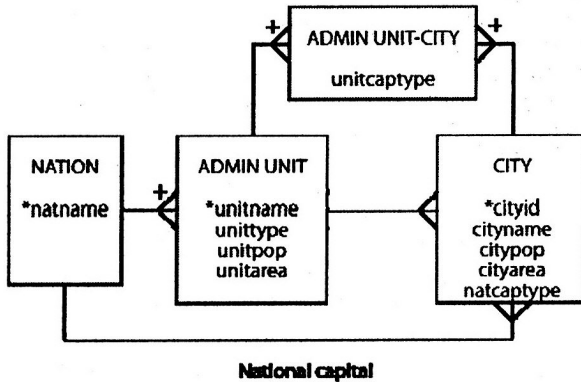 +
+
ADMIN UNIT-CITY
unitcaptype
NATION
*natname
+
ADMIN UNIT
*unitname
unittype
unitpop
unitarea
CITY
*cityid
cityname
citypop
cityarea
natcaptype
National capital